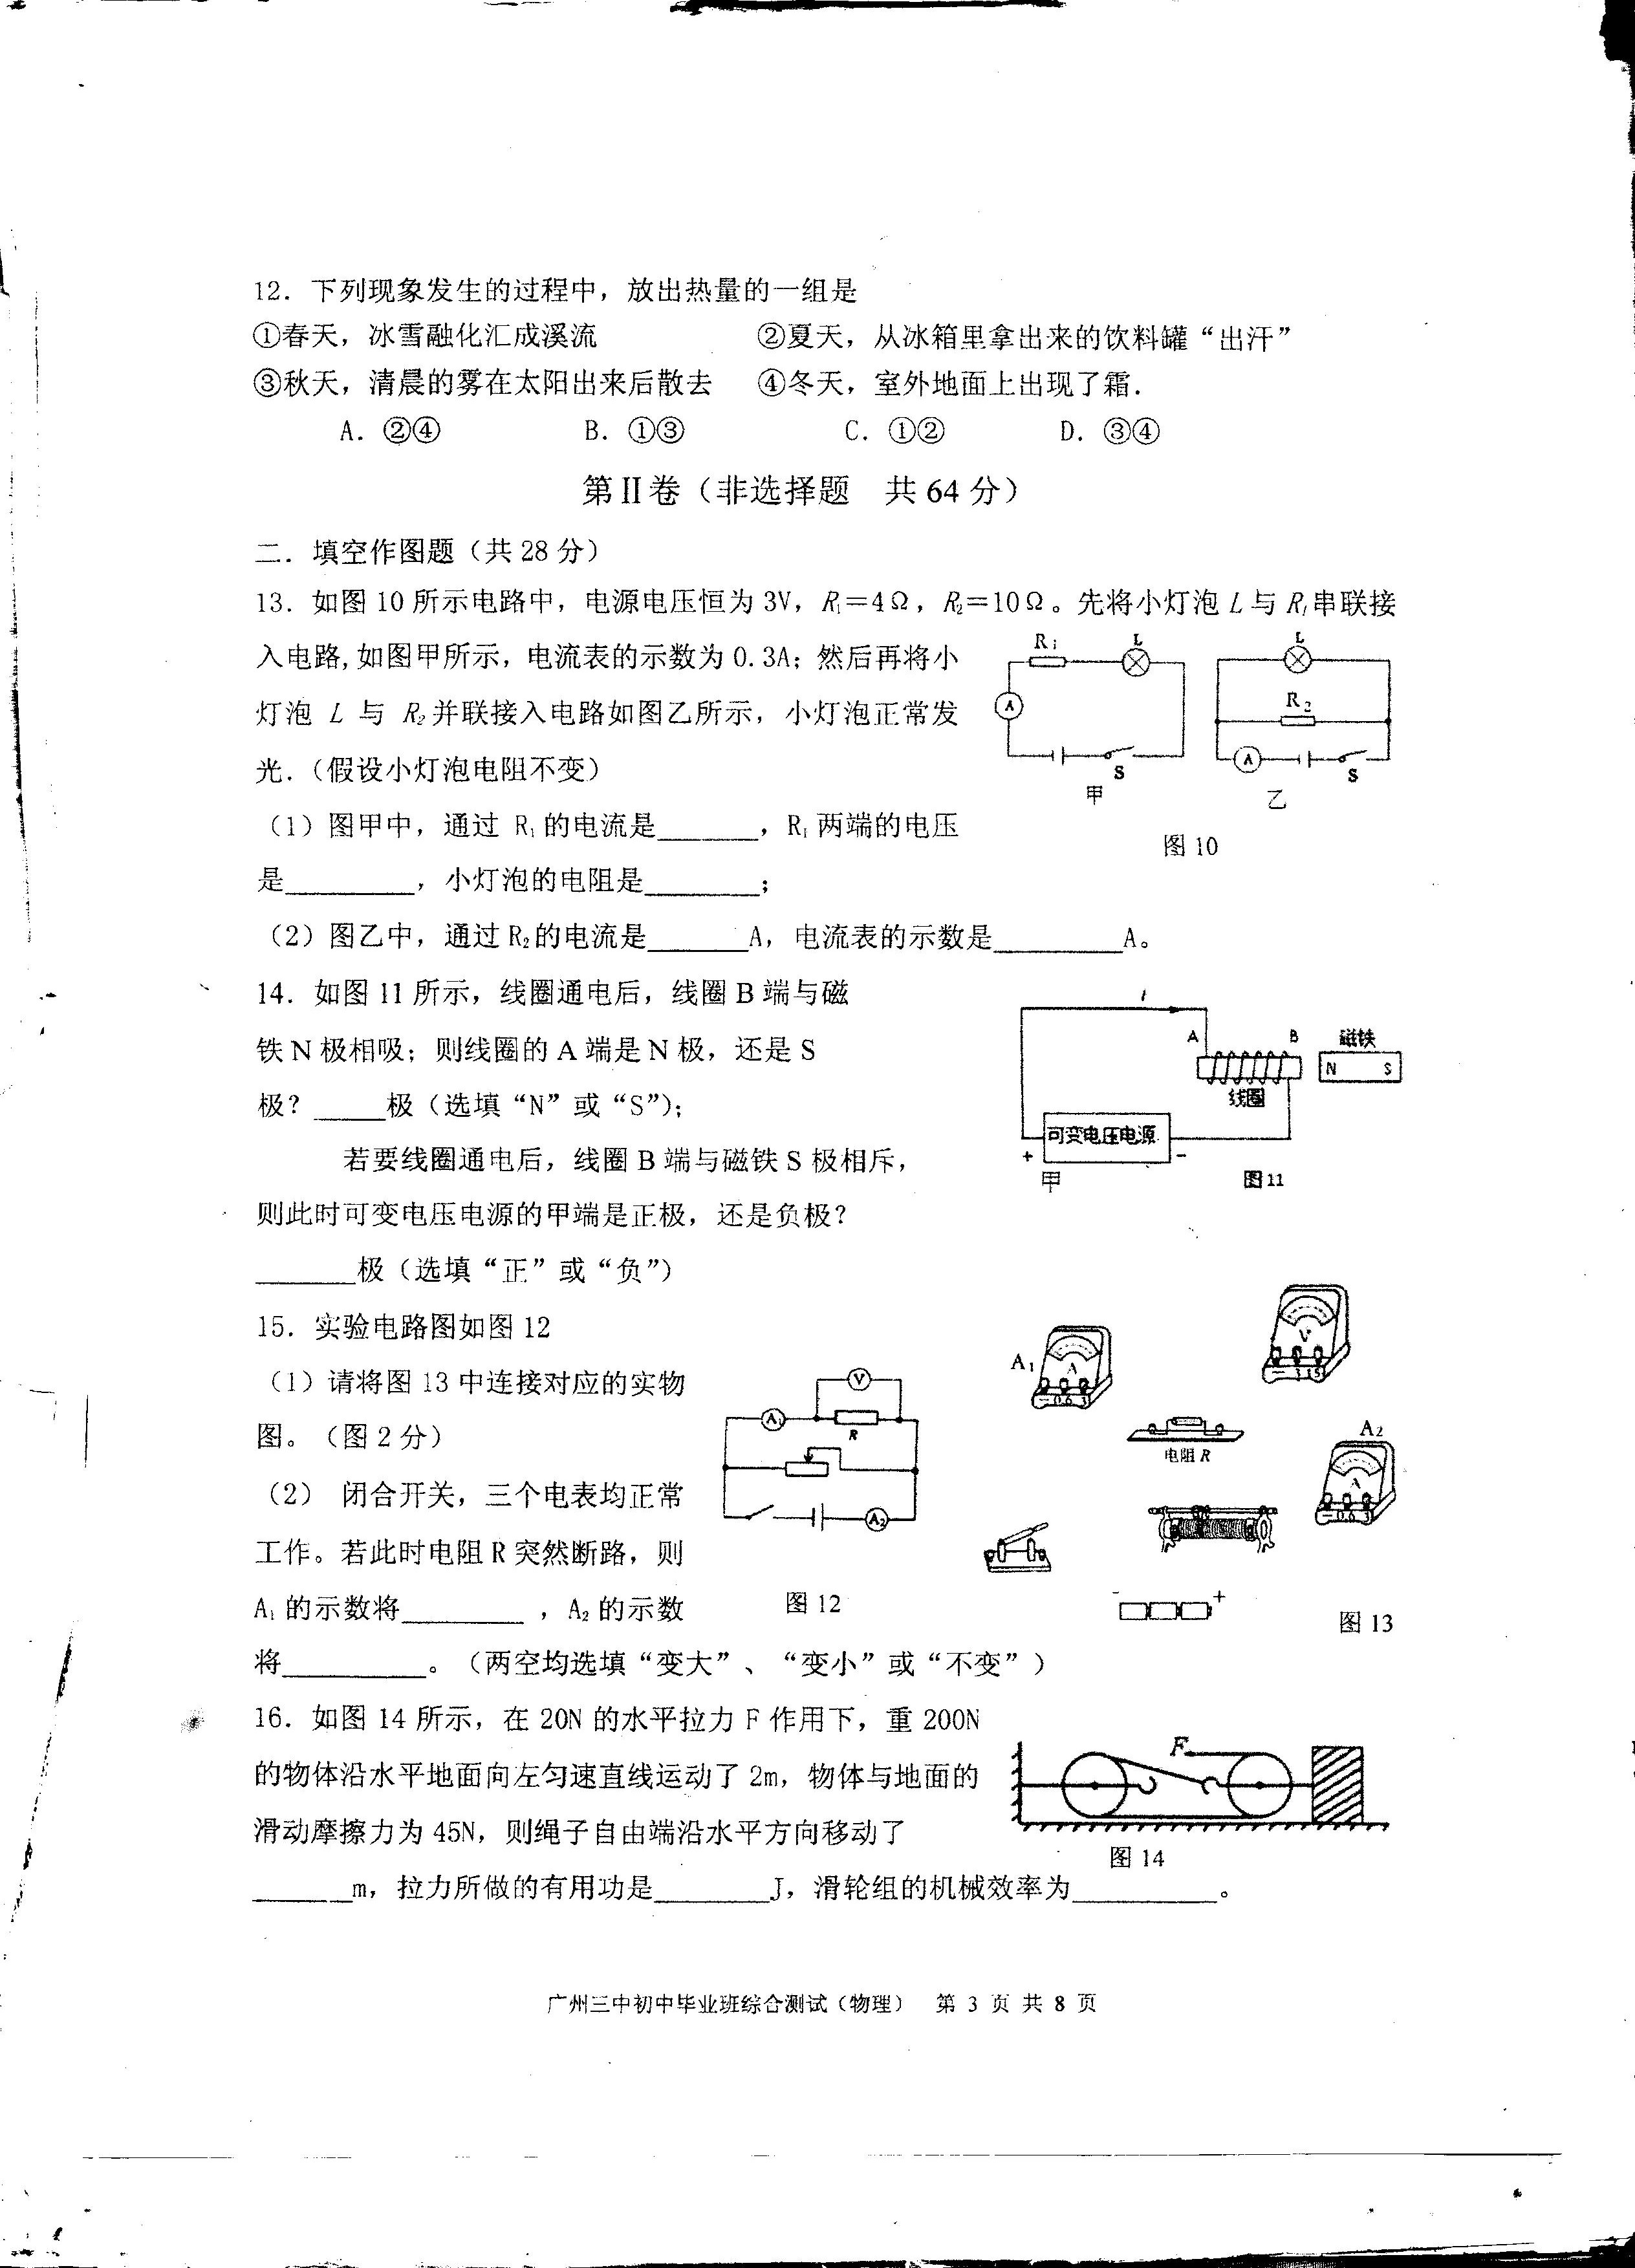 12．下列现象发生的过程中，放出热量的一组是
①春天，冰雪融化汇成溪流　　②夏天，从冰箱里拿出来的饮料罐“出汗”
③秋天，清晨的雾在太阳出来后散去　　④冬天，室外地面上出现了霜.
A．②④　　B．①③　　C．①②　　D．③④
第Ⅱ卷（非选择题　共 64 分）
二．填空作图题（共 28 分）
13．如图 10 所示电路中，电源电压恒为 3V，R₁＝4Ω，R₂＝10Ω。先将小灯泡 L 与 R₁串联接
入电路,如图甲所示，电流表的示数为 0.3A；然后再将小
灯泡 L 与 R₂并联接入电路如图乙所示，小灯泡正常发
光.（假设小灯泡电阻不变）
（1）图甲中，通过 R₁ 的电流是_______，R₁ 两端的电压
是_________，小灯泡的电阻是________；
（2）图乙中，通过 R₂的电流是_______A，电流表的示数是_________A。
R₁ L
A
S
甲
L
R₂
A
S
乙
图 10
14．如图 11 所示，线圈通电后，线圈 B 端与磁
铁 N 极相吸；则线圈的 A 端是 N 极，还是 S
极？_____极（选填“N”或“S”）；
若要线圈通电后，线圈 B 端与磁铁 S 极相斥，
则此时可变电压电源的甲端是正极，还是负极？
_______极（选填“正”或“负”）
I
A B 磁铁
N S
线圈
可变电压电源
+ -
甲 图11
15．实验电路图如图 12
（1）请将图 13 中连接对应的实物
图。（图 2 分）
（2） 闭合开关，三个电表均正常
工作。若此时电阻 R 突然断路，则
A₁ 的示数将________ ，A₂ 的示数
将__________。（两空均选填“变大”、“变小”或“不变”）
V
A₁
R
A₂
图 12
V
- 3 15
A₁
A
- 0.6 3
电阻 R
A₂
A
- 0.6 3
- +
图 13
16．如图 14 所示，在 20N 的水平拉力 F 作用下，重 200N
的物体沿水平地面向左匀速直线运动了 2m，物体与地面的
滑动摩擦力为 45N，则绳子自由端沿水平方向移动了
_______m，拉力所做的有用功是________J，滑轮组的机械效率为__________。
F
图 14
广州三中初中毕业班综合测试（物理）　第 3 页 共 8 页